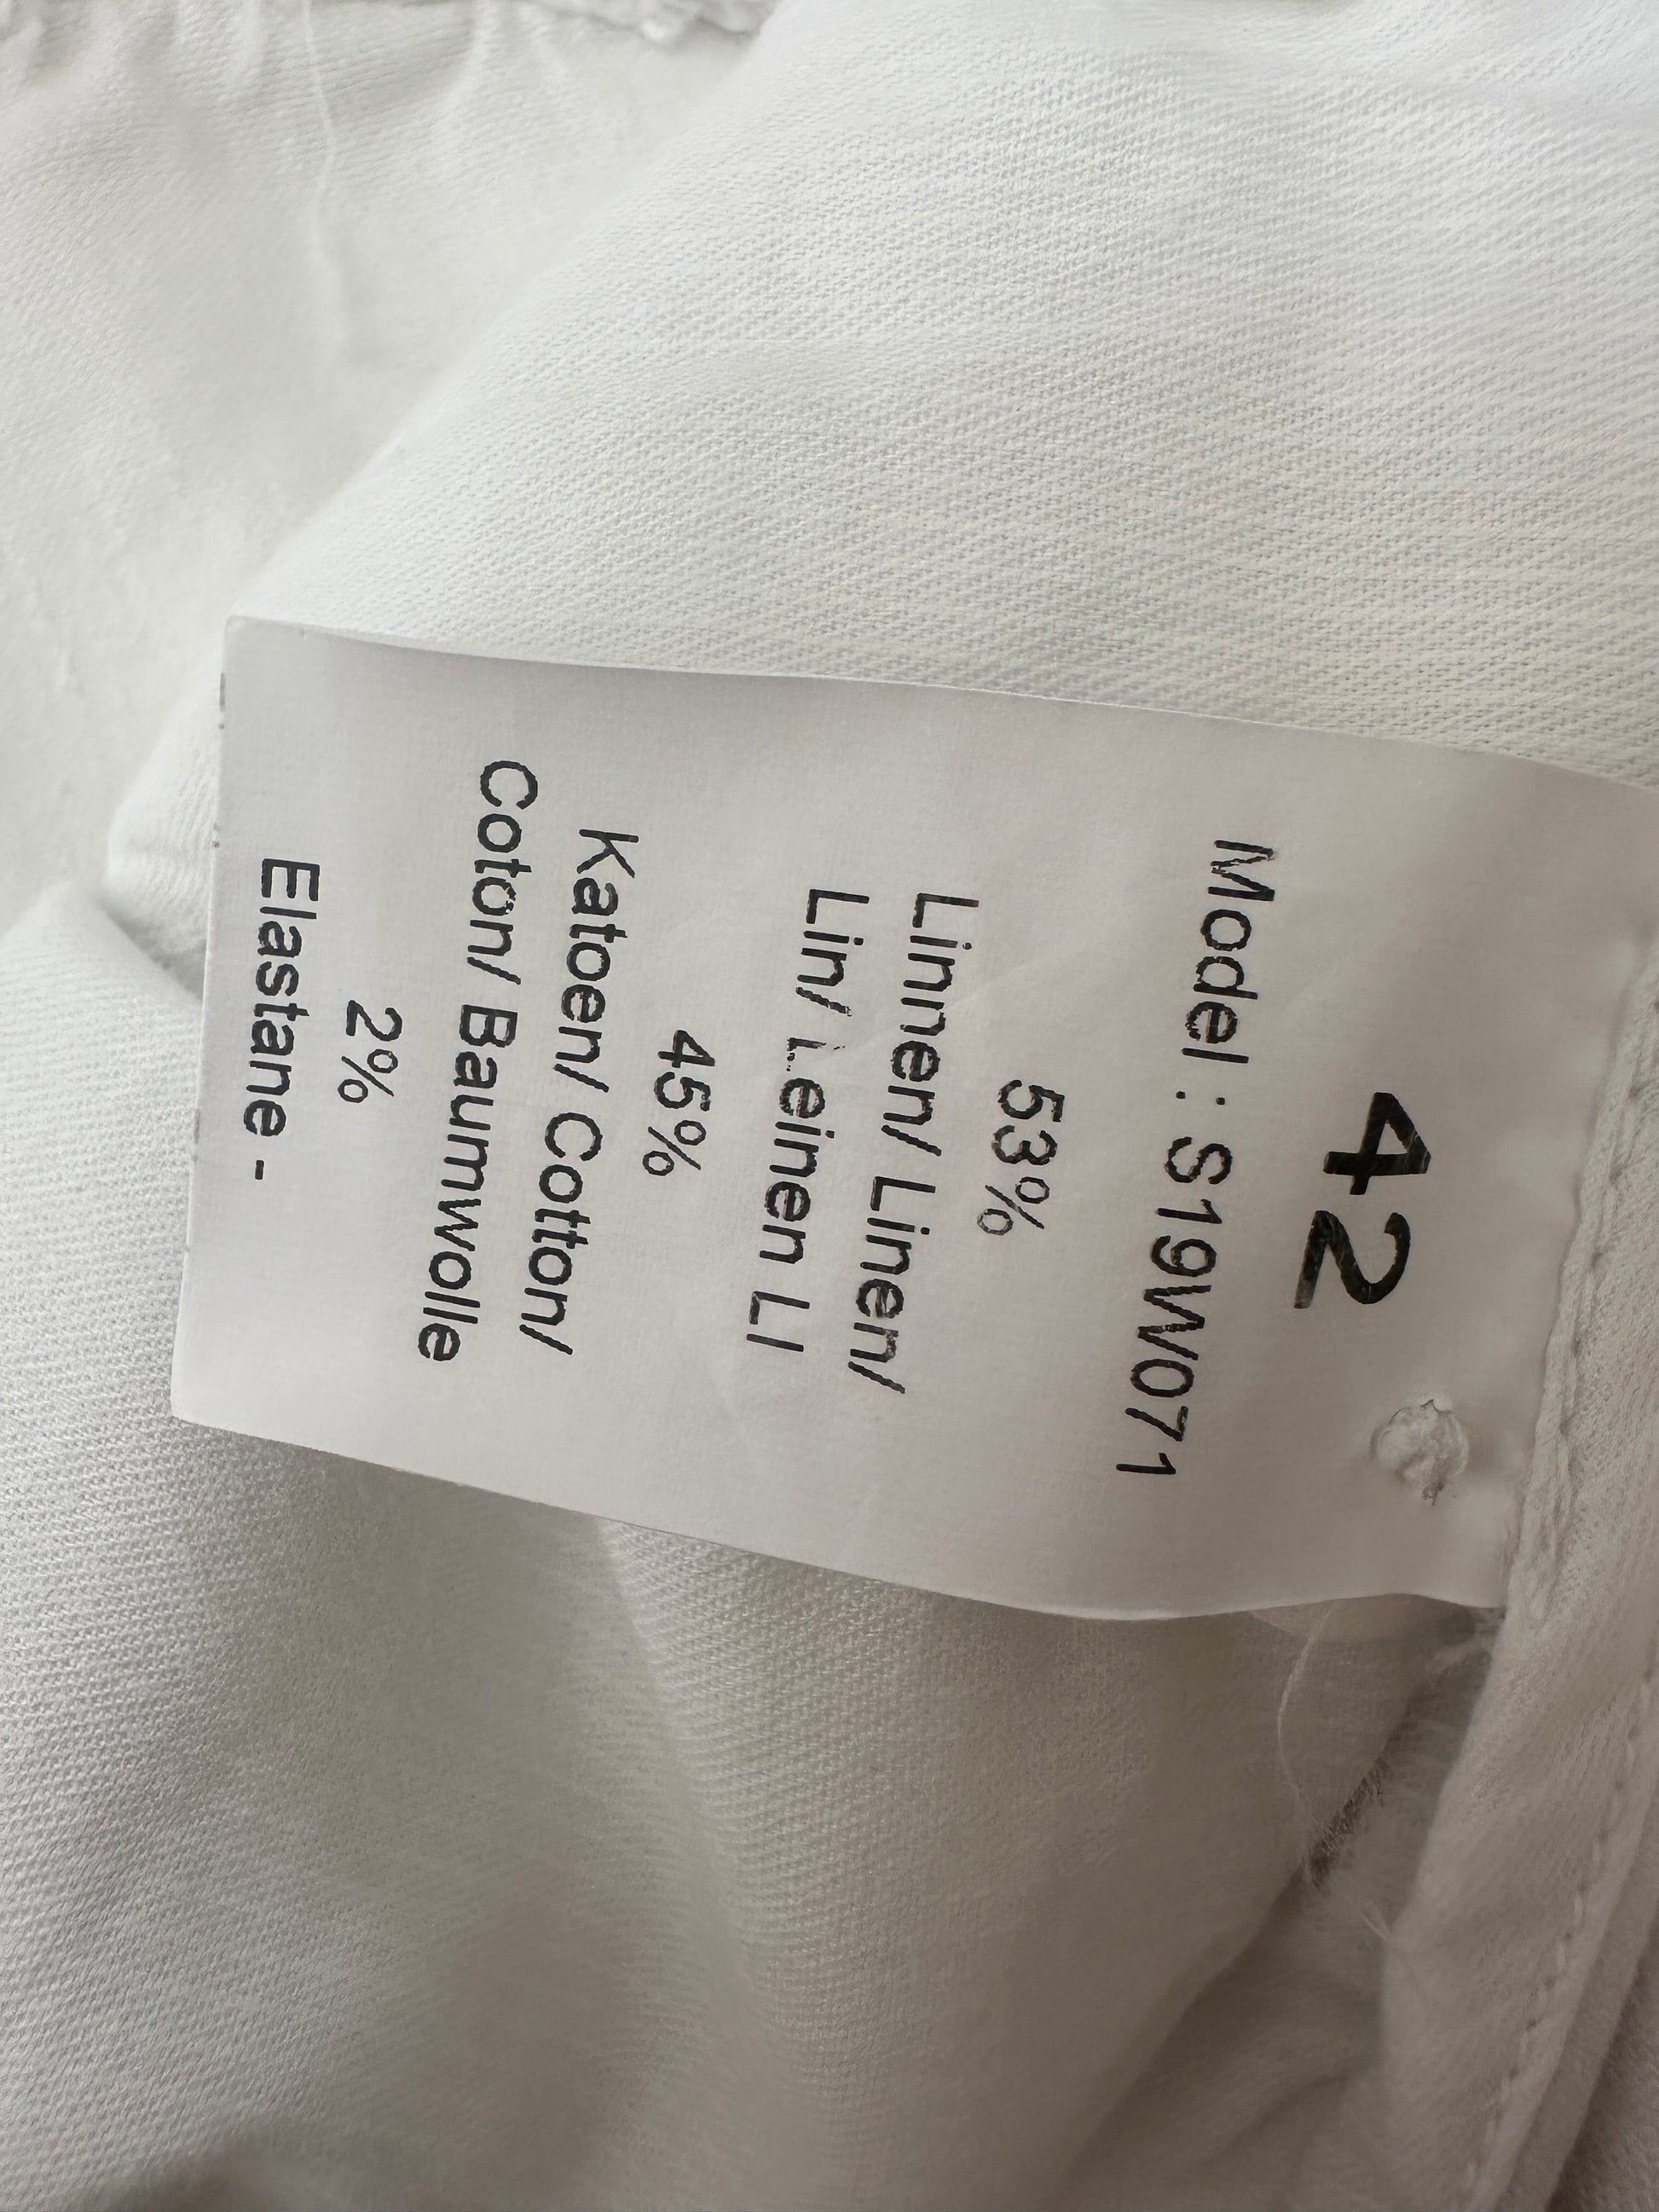 42
Model : S19W071
53%
Linnen/ Linen/
Lin/ Leinen LI
45%
Katoen/ Cotton/
Coton/ Baumwolle
2%
Elastane -